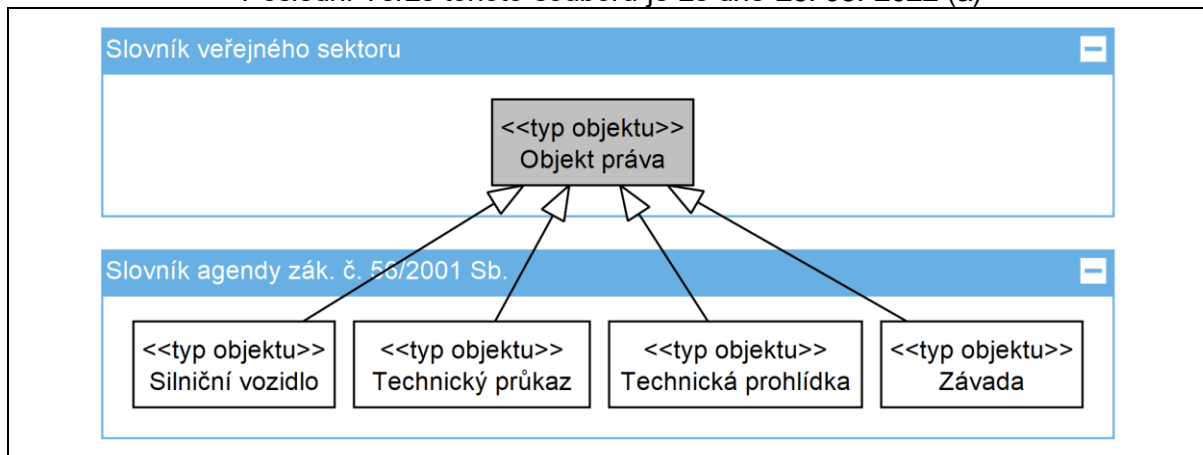 Slovník veřejného sektoru
<<typ objektu>>
Objekt práva
Slovník agendy zák. č. 56/2001 Sb.
<<typ objektu>>
Silniční vozidlo
<<typ objektu>>
Technický průkaz
<<typ objektu>>
Technická prohlídka
<<typ objektu>>
Závada